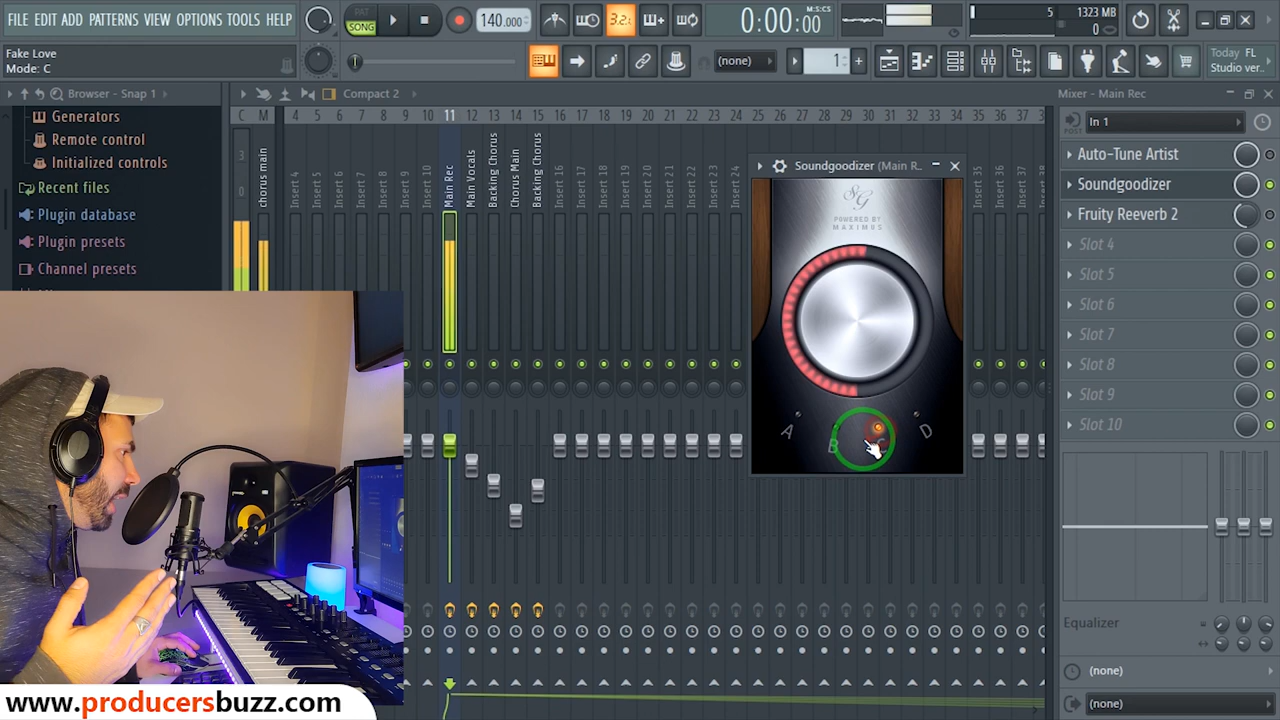 FILE EDIT ADD PATTERNS VIEW OPTIONS TOOLS HELP
PAT
SONG
140.000
3.2:
0:00:00
M:S:CS
5
1323 MB
0
Fake Love
Mode: C
(none)
1
Today FL
Studio ver..
Browser - Snap 1
Compact 2
Mixer - Main Rec
Generators
Remote control
Initialized controls
Recent files
Plugin database
Plugin presets
Channel presets
C M 4 5 6 7 8 9 10 11 12 13 14 15 16 17 18 19 20 21 22 23 24 25 26 27 28 29 30 31 32 33 34 35 36 37 38
3
0
chorus main
Insert 4
Insert 5
Insert 6
Insert 7
Insert 8
Insert 9
Insert 10
Main Rec
Main Vocals
Backing Chorus
Chorus Main
Backing Chorus
Insert 16
Insert 17
Insert 18
Insert 19
Insert 20
Insert 21
Insert 22
Insert 23
Insert 24
Insert 35
Insert 36
Insert 37
Soundgoodizer (Main R..
SG
POWERED BY
MAXIMUS
A B C D
In 1
POST
Auto-Tune Artist
Soundgoodizer
Fruity Reeverb 2
Slot 4
Slot 5
Slot 6
Slot 7
Slot 8
Slot 9
Slot 10
Equalizer
(none)
(none)
www.producersbuzz.com